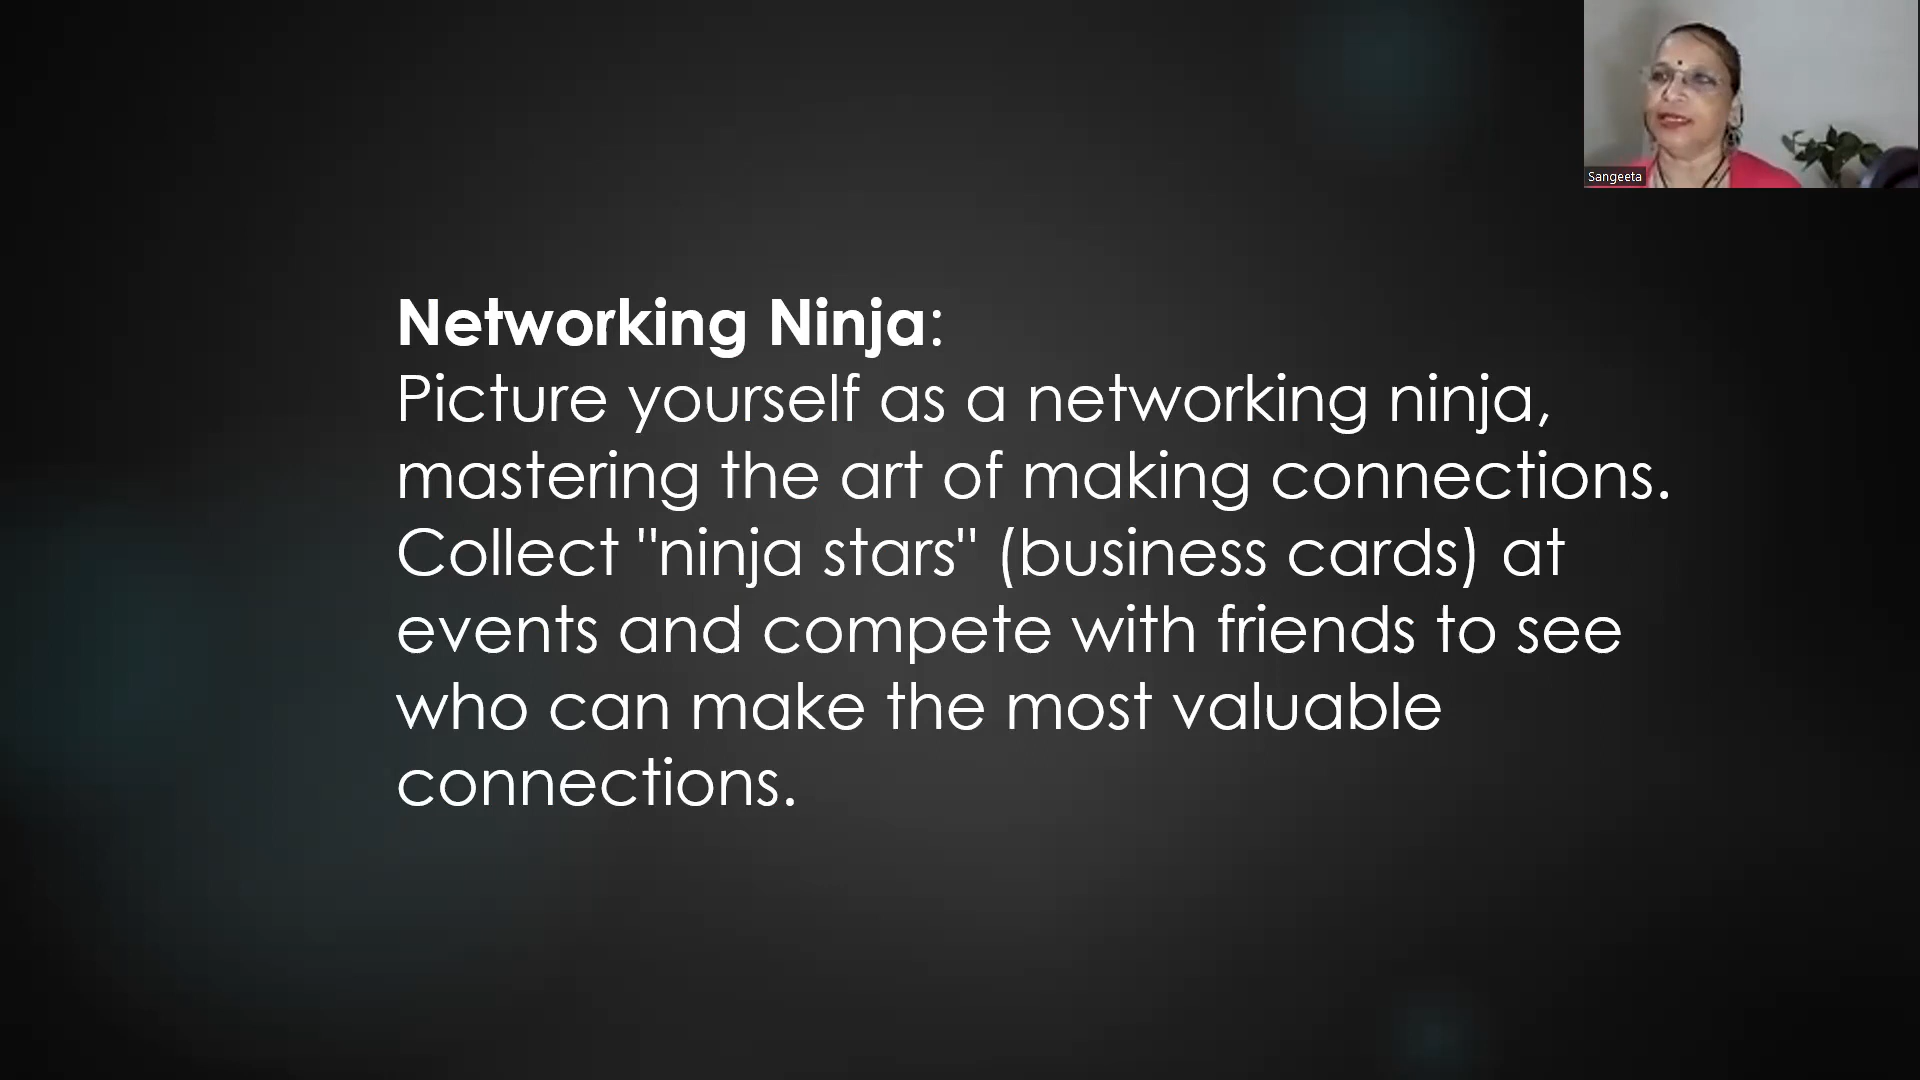 Sangeeta
Networking Ninja:
Picture yourself as a networking ninja,
mastering the art of making connections.
Collect "ninja stars" (business cards) at
events and compete with friends to see
who can make the most valuable
connections.